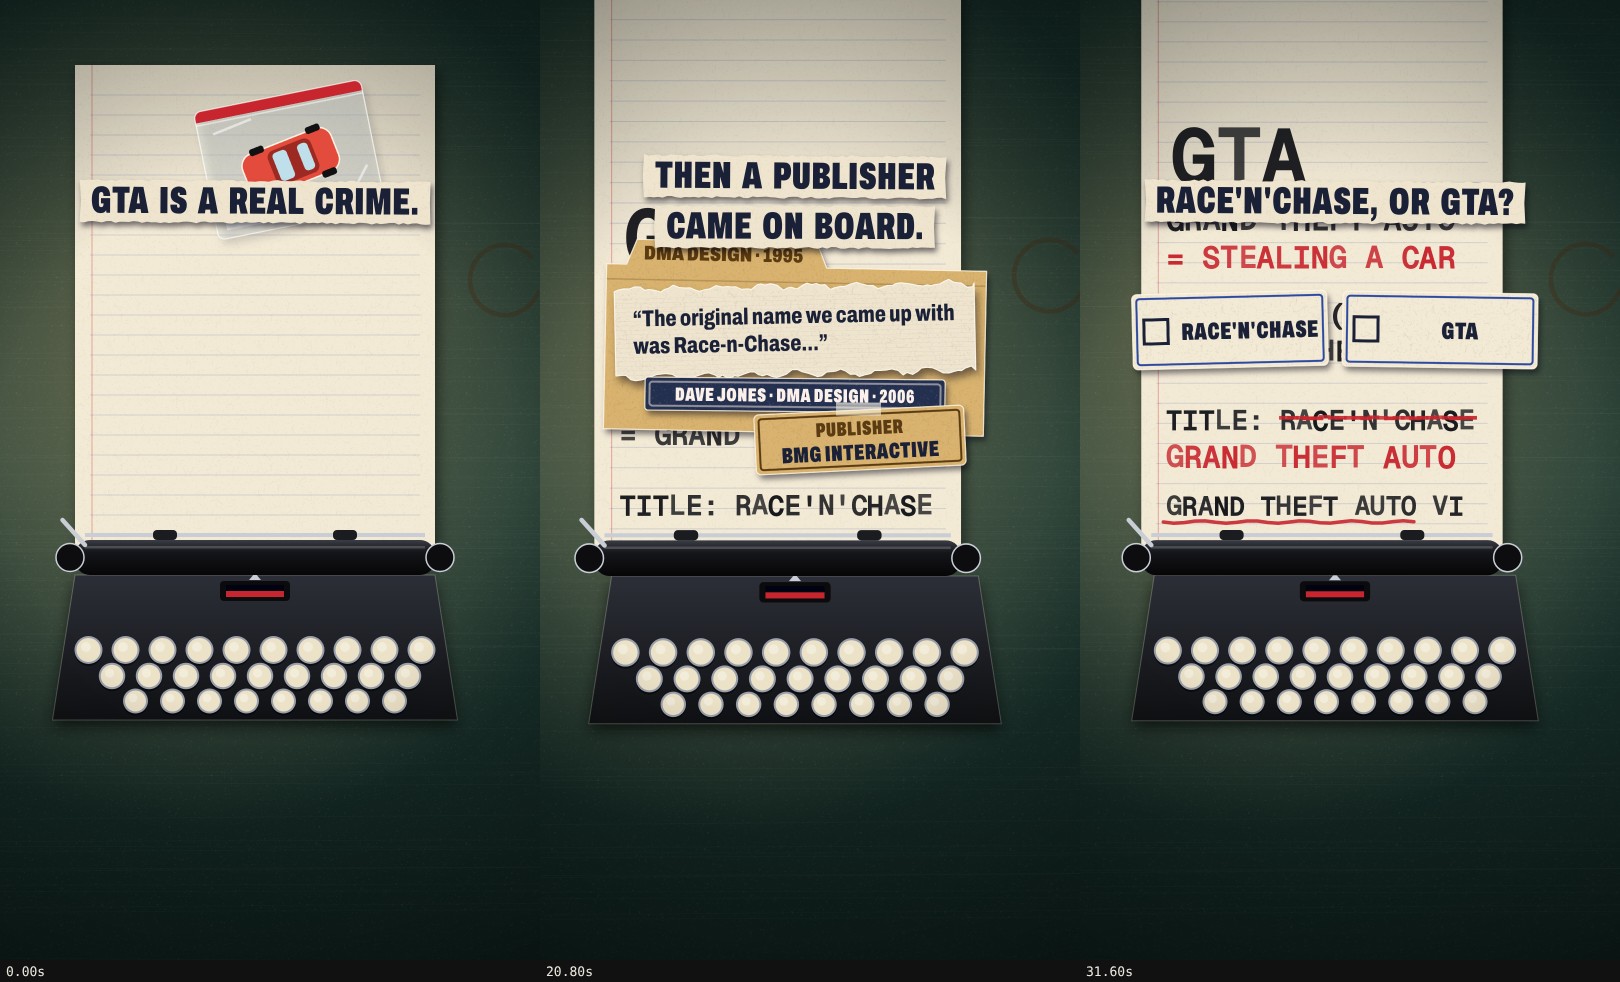 GTA IS A REAL CRIME.
0.00s
THEN A PUBLISHER
CAME ON BOARD.
DMA DESIGN · 1995
“The original name we came up with
was Race-n-Chase...”
DAVE JONES · DMA DESIGN · 2006
PUBLISHER
BMG INTERACTIVE
= GRAND
TITLE: RACE'N'CHASE
20.80s
GTA
RACE'N'CHASE, OR GTA?
GRAND THEFT AUTO
= STEALING A CAR
RACE'N'CHASE
GTA
TITLE: RACE'N'CHASE
GRAND THEFT AUTO
GRAND THEFT AUTO VI
31.60s